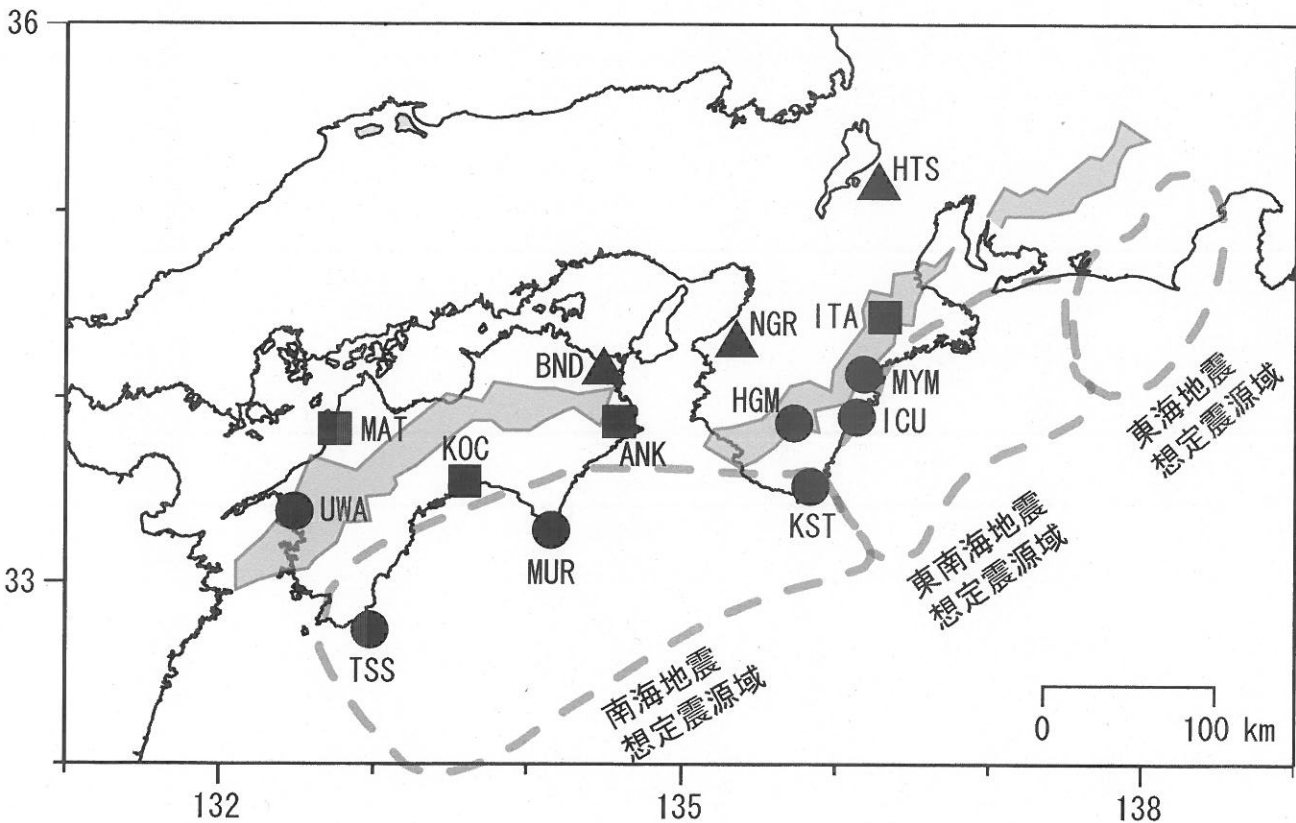 36
HTS
ITA
NGR
BND
MYM
HGM
ICU
MAT
KOC
ANK
UWA
KST
MUR
TSS
33
東海地震
想定震源域
東南海地震
想定震源域
南海地震
想定震源域
0 100 km
132 135 138